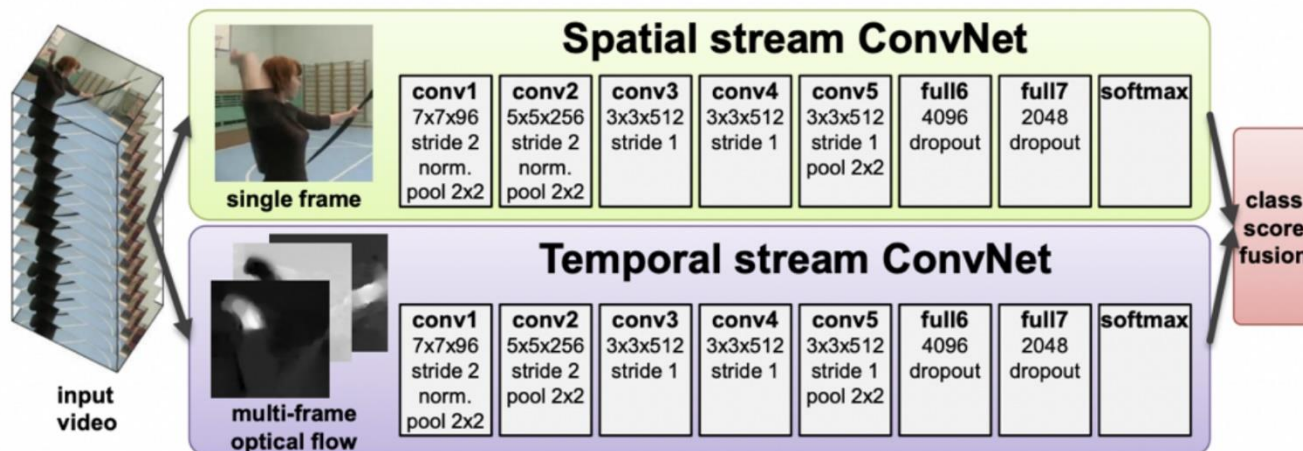 input
video
single frame
Spatial stream ConvNet
conv1
7x7x96
stride 2
norm.
pool 2x2
conv2
5x5x256
stride 2
norm.
pool 2x2
conv3
3x3x512
stride 1
conv4
3x3x512
stride 1
conv5
3x3x512
stride 1
pool 2x2
full6
4096
dropout
full7
2048
dropout
softmax
multi-frame
optical flow
Temporal stream ConvNet
conv1
7x7x96
stride 2
norm.
pool 2x2
conv2
5x5x256
stride 2
pool 2x2
conv3
3x3x512
stride 1
conv4
3x3x512
stride 1
conv5
3x3x512
stride 1
pool 2x2
full6
4096
dropout
full7
2048
dropout
softmax
class
score
fusion